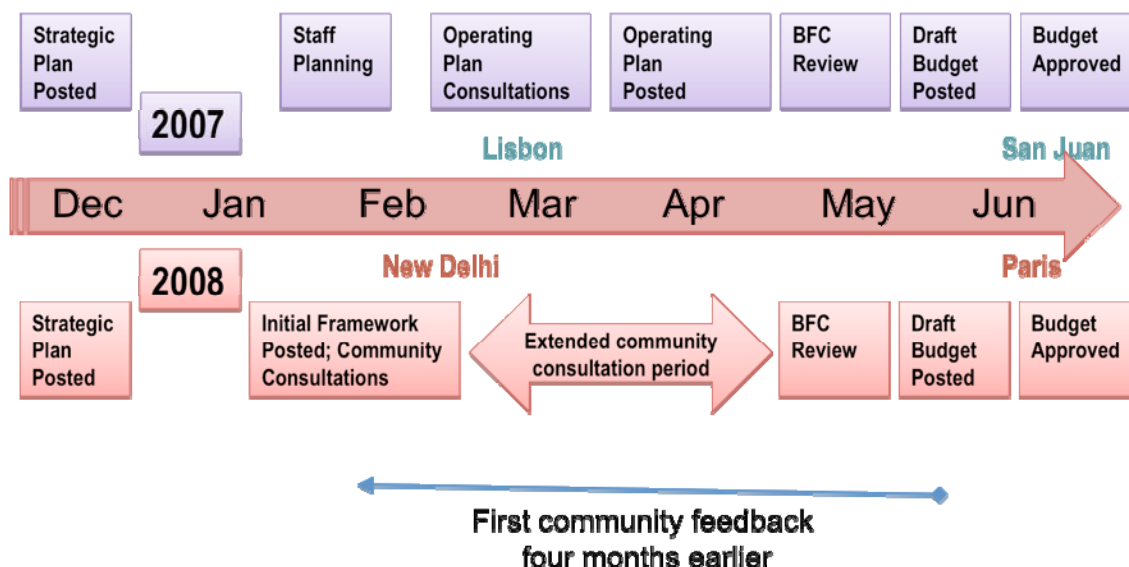 Strategic
Plan
Posted
Staff
Planning
Operating
Plan
Consultations
Operating
Plan
Posted
BFC
Review
Draft
Budget
Posted
Budget
Approved
2007
Lisbon
San Juan
Dec Jan Feb Mar Apr May Jun
New Delhi
Paris
2008
Strategic
Plan
Posted
Initial Framework
Posted; Community
Consultations
Extended community
consultation period
BFC
Review
Draft
Budget
Posted
Budget
Approved
First community feedback
four months earlier